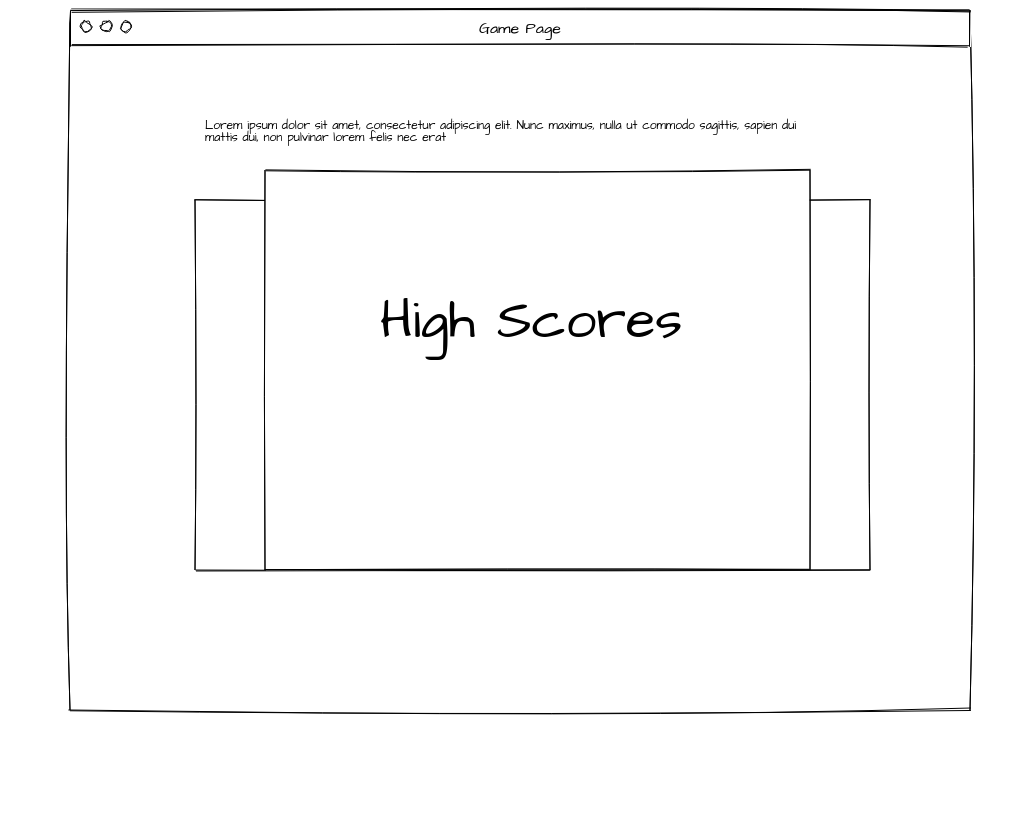 Game Page
Lorem ipsum dolor sit amet, consectetur adipiscing elit. Nunc maximus, nulla ut commodo sagittis, sapien dui
mattis dui, non pulvinar lorem felis nec erat
High Scores